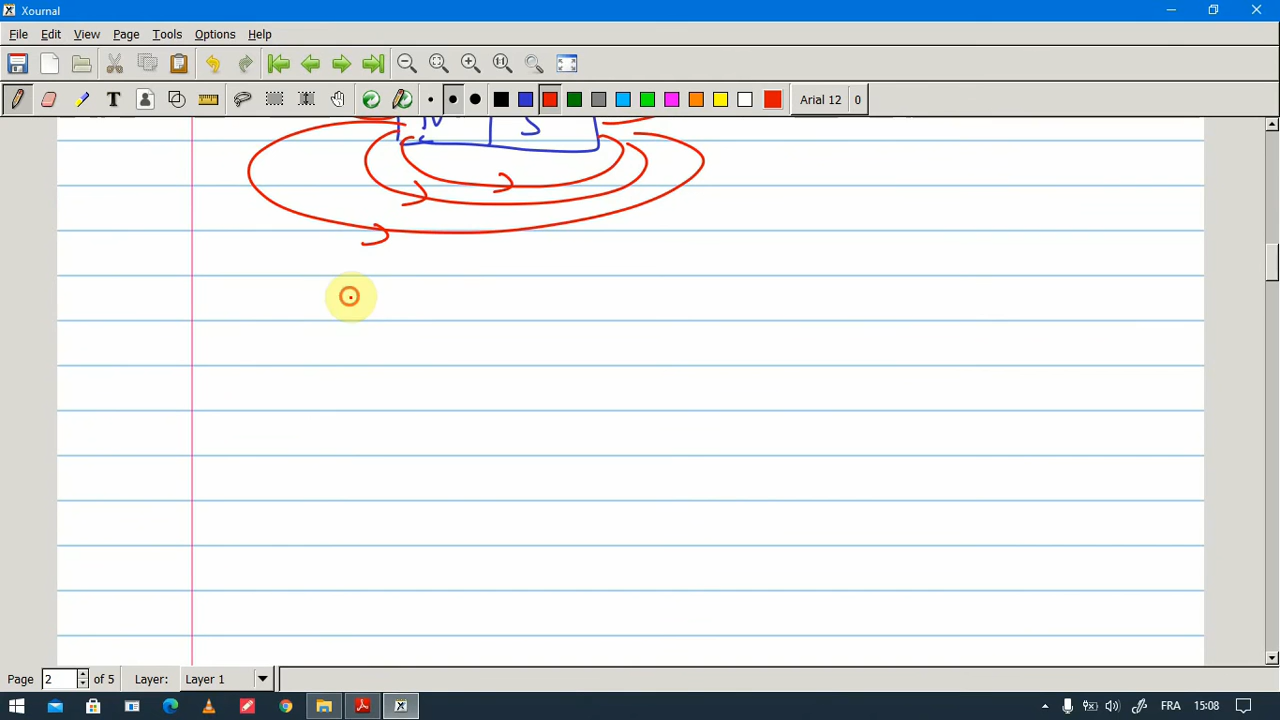 Xournal
File Edit View Page Tools Options Help
Arial 12 0
N S
Page 2 of 5 Layer: Layer 1
FRA 15:08